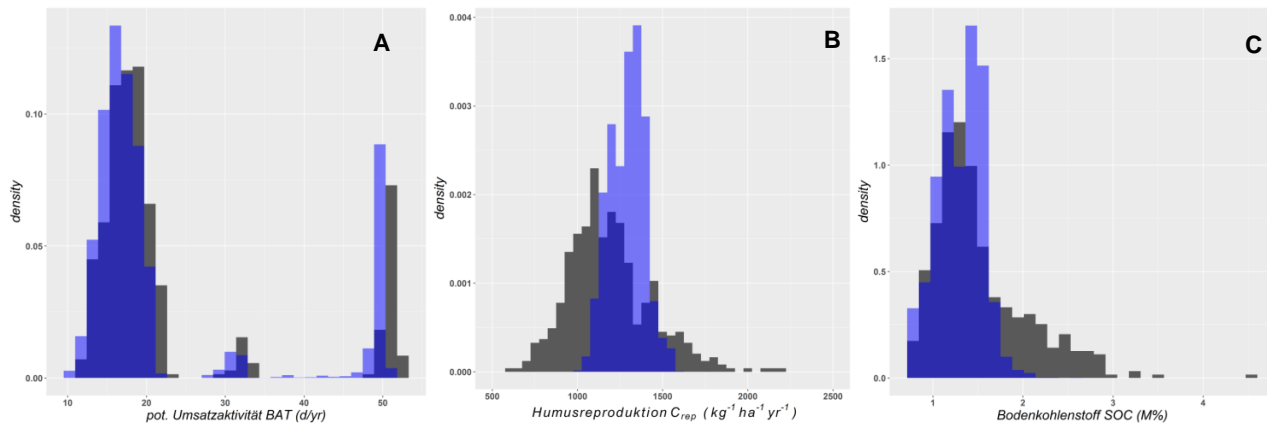 A
density
0.10
0.05
0.00
10 20 30 40 50
pot. Umsatzaktivität BAT (d/yr)
B
density
0.004
0.003
0.002
0.001
0.000
500 1000 1500 2000 2500
Humusreproduktion C_rep (kg⁻¹ ha⁻¹ yr⁻¹)
C
density
1.5
1.0
0.5
0.0
1 2 3 4
Bodenkohlenstoff SOC (M%)